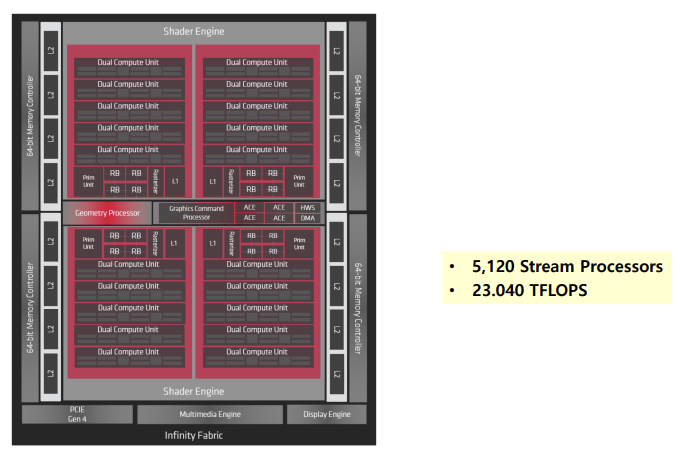 Shader Engine
64-bit Memory Controller
L2
L2
L2
L2
Dual Compute Unit
Dual Compute Unit
Dual Compute Unit
Dual Compute Unit
Dual Compute Unit
Prim Unit
RB RB
RB RB
Rasterizer
L1
Dual Compute Unit
Dual Compute Unit
Dual Compute Unit
Dual Compute Unit
Dual Compute Unit
L1
Rasterizer
RB RB
RB RB
Prim Unit
L2
L2
L2
L2
64-bit Memory Controller
Geometry Processor
Graphics Command
Processor
ACE ACE HWS
ACE ACE DMA
64-bit Memory Controller
L2
L2
L2
L2
Prim Unit
RB RB
RB RB
Rasterizer
L1
Dual Compute Unit
Dual Compute Unit
Dual Compute Unit
Dual Compute Unit
Dual Compute Unit
L1
Rasterizer
RB RB
RB RB
Prim Unit
Dual Compute Unit
Dual Compute Unit
Dual Compute Unit
Dual Compute Unit
Dual Compute Unit
L2
L2
L2
L2
64-bit Memory Controller
Shader Engine
PCIE
Gen 4
Multimedia Engine
Display Engine
Infinity Fabric
• 5,120 Stream Processors
• 23.040 TFLOPS